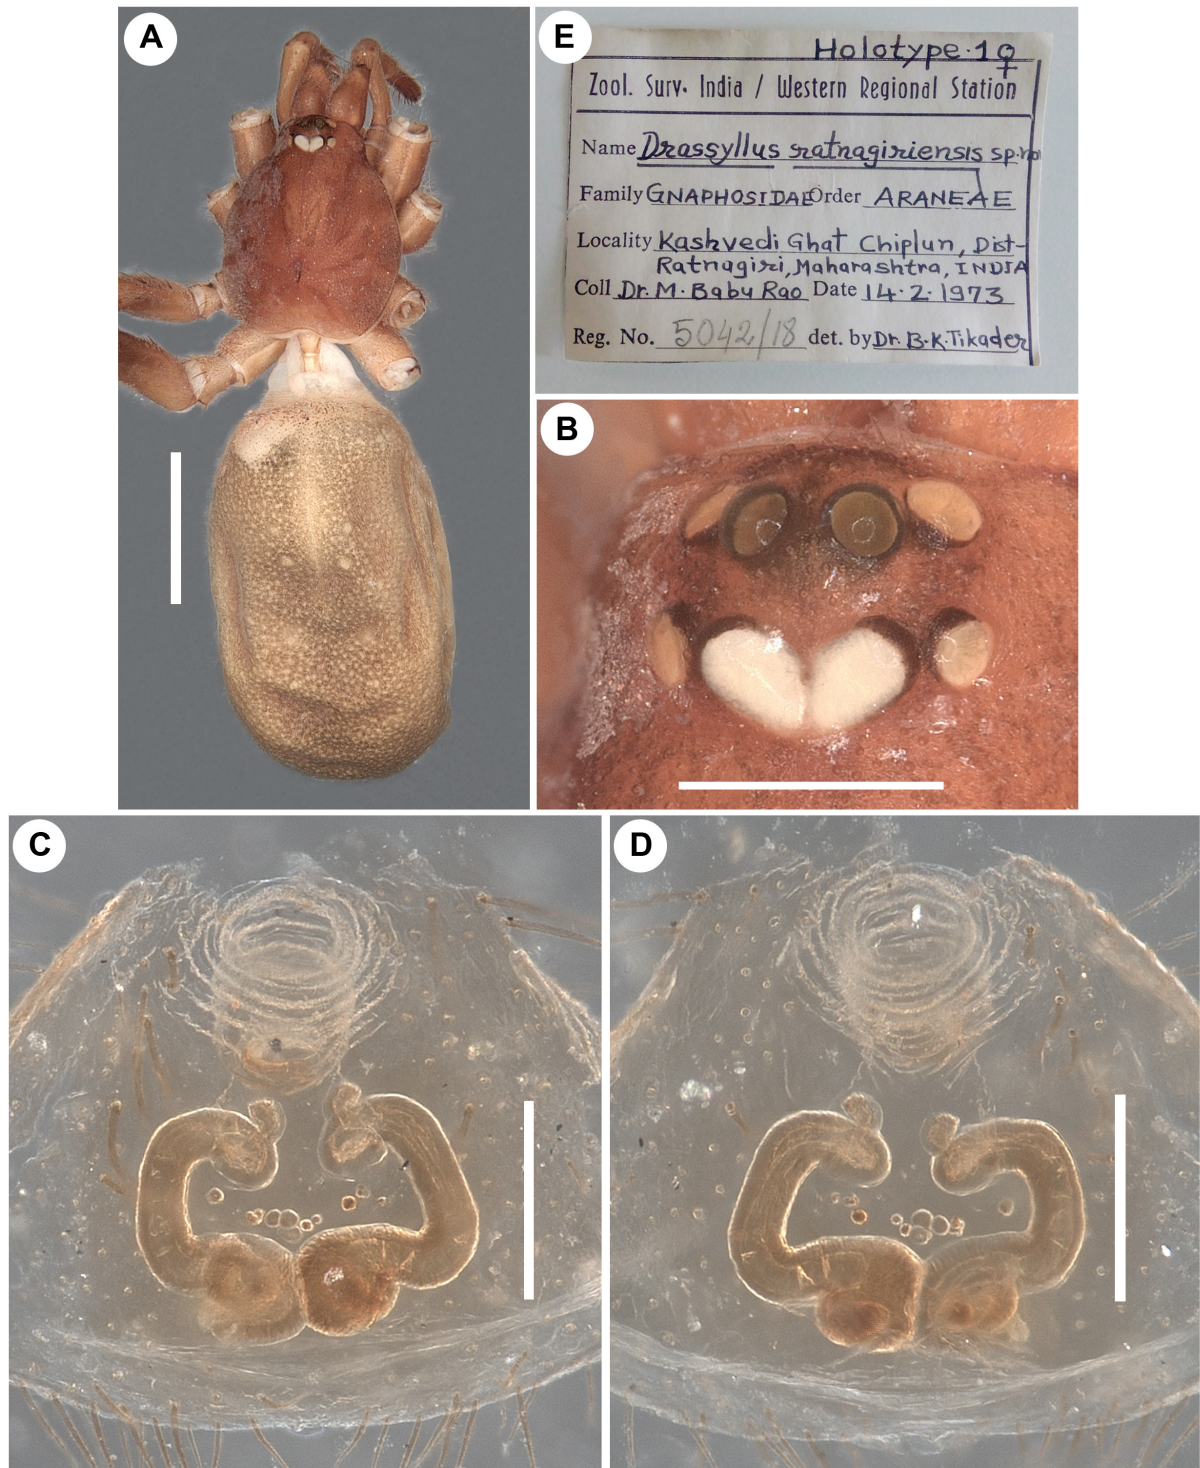 A
E
Holotype·1♀
Zool. Surv. India / Western Regional Station
Name Drassyllus ratnagiriensis sp.no
Family GNAPHOSIDAE Order ARANEAE
Locality Kashvedi Ghat Chiplun, Dist-
Ratnagiri, Maharashtra, INDIA
Coll Dr. M. Babu Rao Date 14·2·1973
Reg. No. 5042/18 det. by Dr. B.K.Tikader
B
C
D